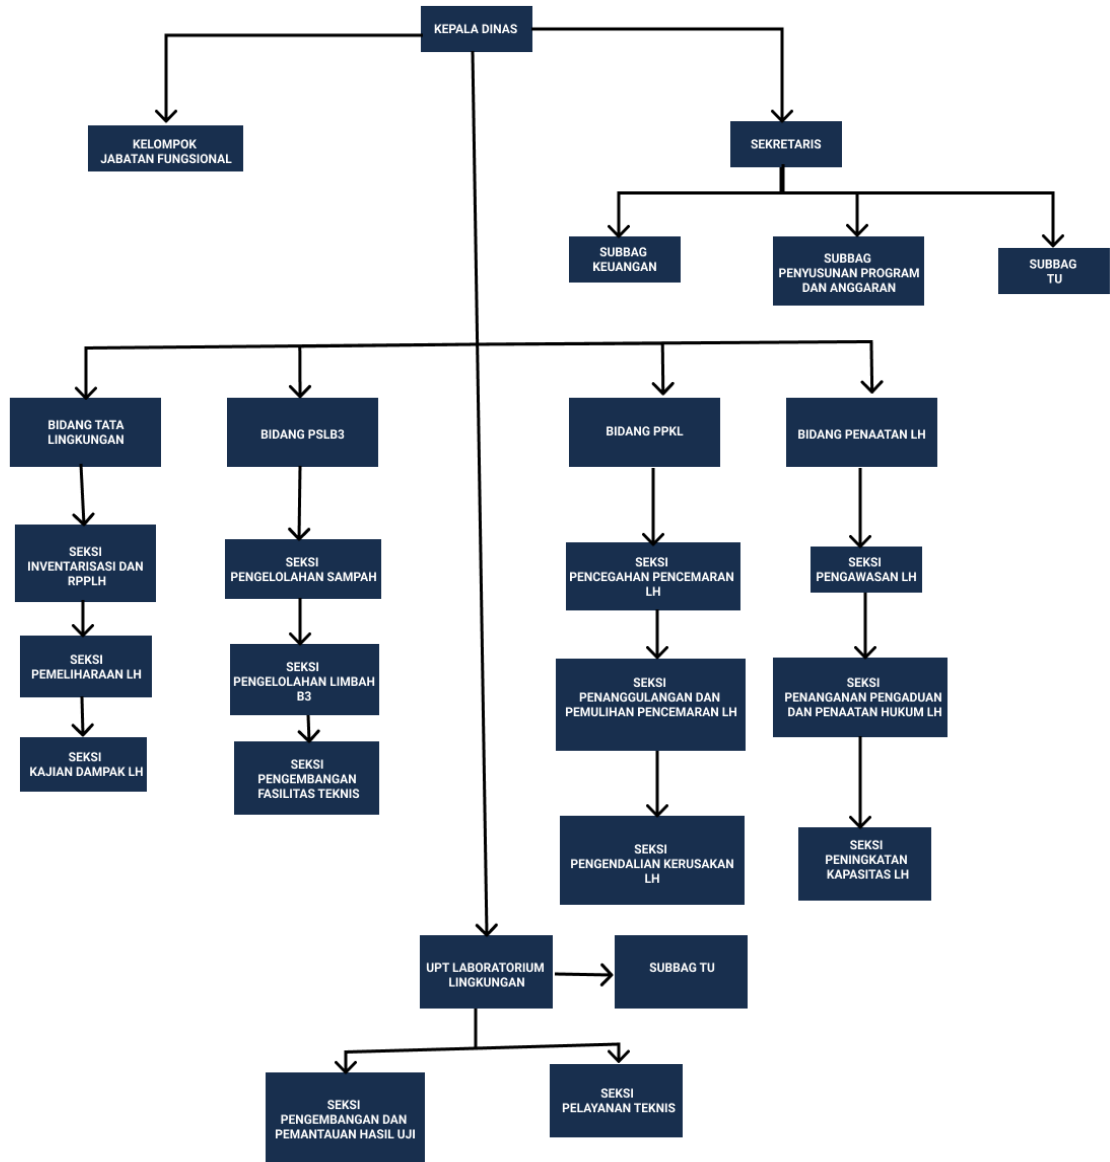 KEPALA DINAS
KELOMPOK
JABATAN FUNGSIONAL
SEKRETARIS
SUBBAG
KEUANGAN
SUBBAG
PENYUSUNAN PROGRAM
DAN ANGGARAN
SUBBAG
TU
BIDANG TATA
LINGKUNGAN
BIDANG PSLB3
BIDANG PPKL
BIDANG PENAATAN LH
SEKSI
INVENTARISASI DAN
RPPLH
SEKSI
PENGELOLAHAN SAMPAH
SEKSI
PENCEGAHAN PENCEMARAN
LH
SEKSI
PENGAWASAN LH
SEKSI
PEMELIHARAAN LH
SEKSI
PENGELOLAHAN LIMBAH
B3
SEKSI
PENANGGULANGAN DAN
PEMULIHAN PENCEMARAN LH
SEKSI
PENANGANAN PENGADUAN
DAN PENAATAN HUKUM LH
SEKSI
KAJIAN DAMPAK LH
SEKSI
PENGEMBANGAN
FASILITAS TEKNIS
SEKSI
PENGENDALIAN KERUSAKAN
LH
SEKSI
PENINGKATAN
KAPASITAS LH
UPT LABORATORIUM
LINGKUNGAN
SUBBAG TU
SEKSI
PENGEMBANGAN DAN
PEMANTAUAN HASIL UJI
SEKSI
PELAYANAN TEKNIS